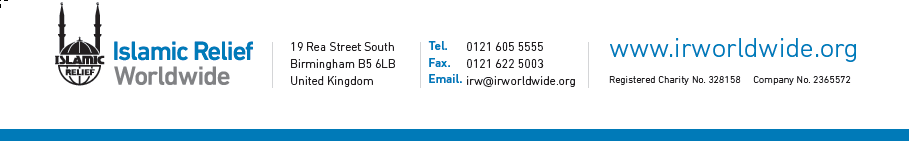 ISLAMIC
RELIEF
Islamic Relief
Worldwide
19 Rea Street South
Birmingham B5 6LB
United Kingdom
Tel. 0121 605 5555
Fax. 0121 622 5003
Email. irw@irworldwide.org
www.irworldwide.org
Registered Charity No. 328158 Company No. 2365572